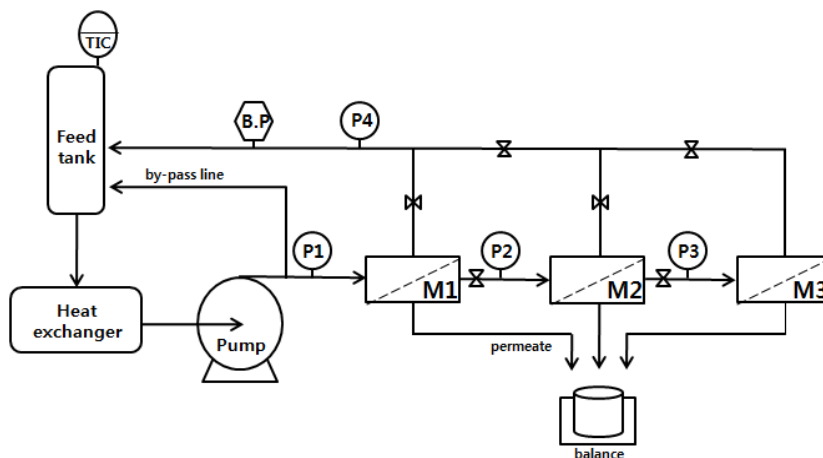 TIC
Feed
tank
B.P
P4
by-pass line
P1
P2
P3
M1
M2
M3
Heat
exchanger
Pump
permeate
balance